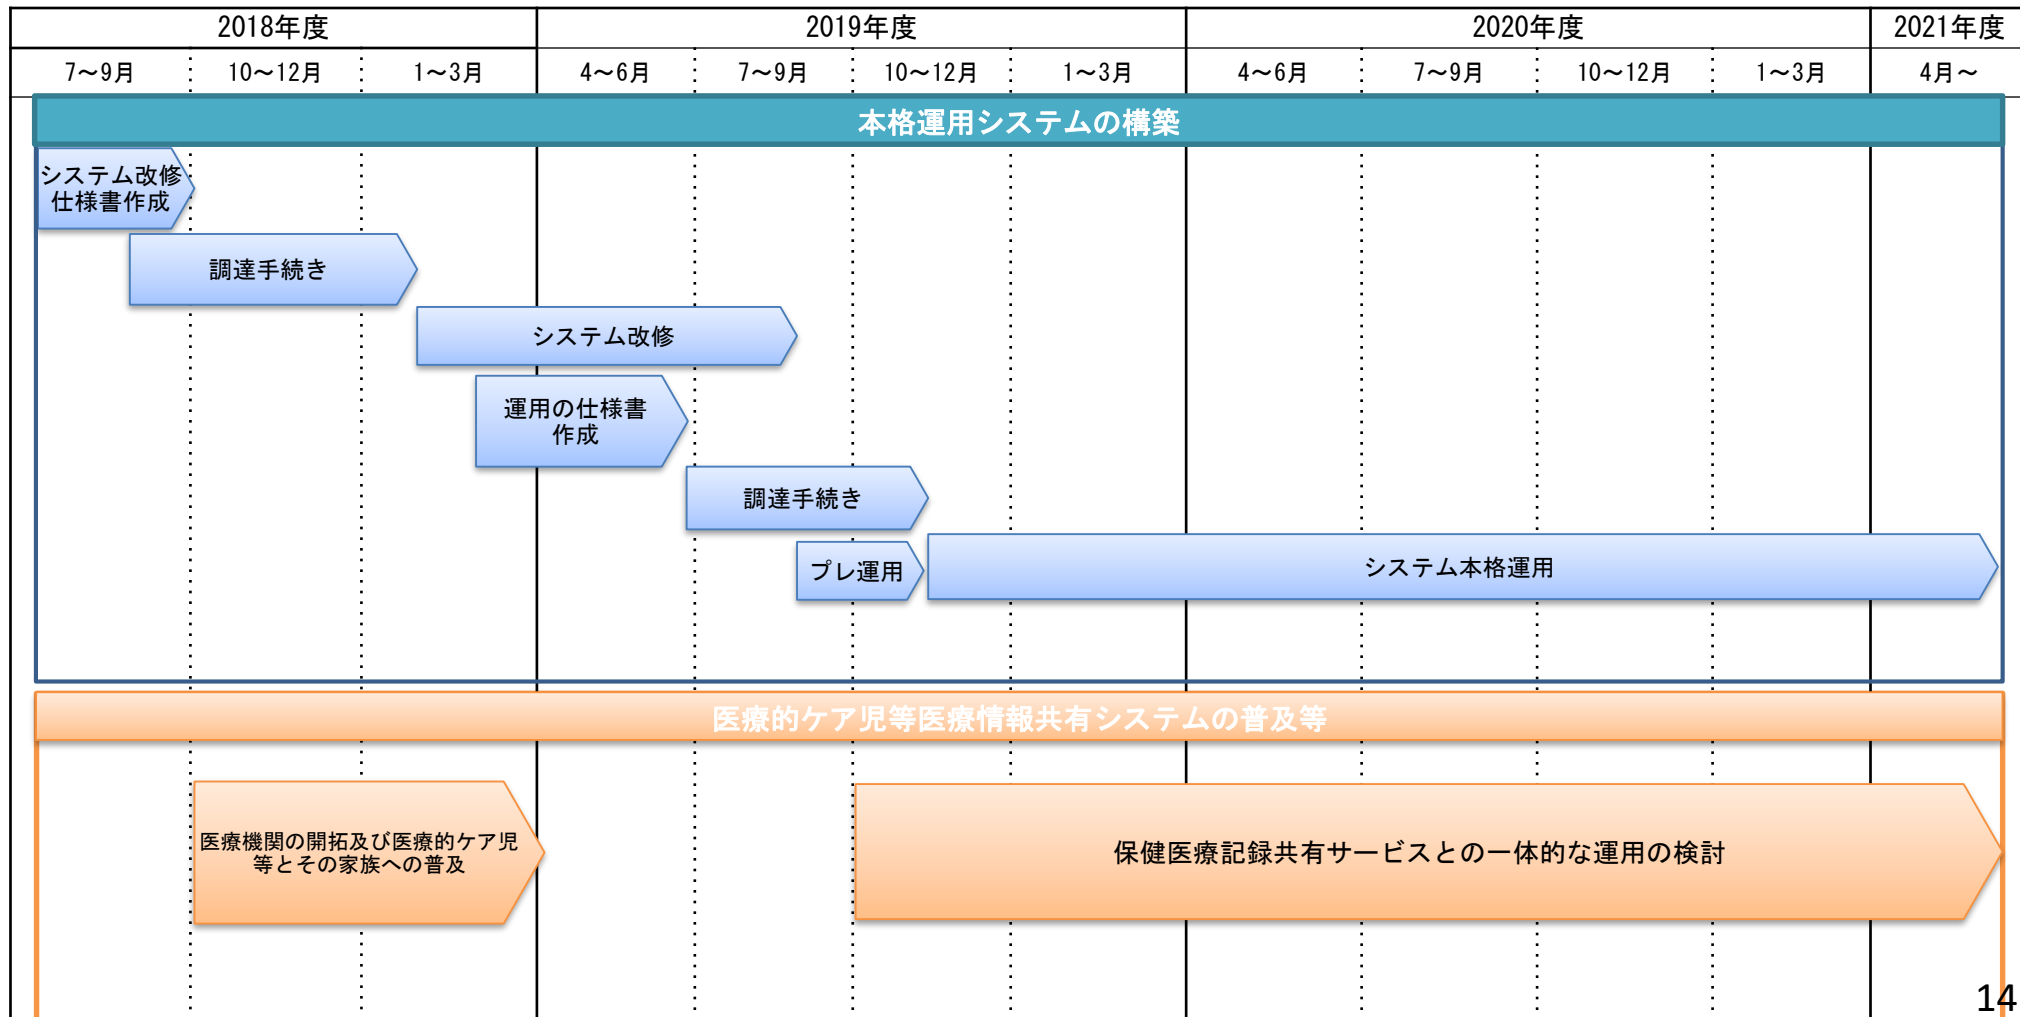 2018年度 2019年度 2020年度 2021年度
7～9月 10～12月 1～3月 4～6月 7～9月 10～12月 1～3月 4～6月 7～9月 10～12月 1～3月 4月～
本格運用システムの構築
システム改修
仕様書作成
調達手続き
システム改修
運用の仕様書
作成
調達手続き
プレ運用
システム本格運用
医療的ケア児等医療情報共有システムの普及等
医療機関の開拓及び医療的ケア児
等とその家族への普及
保健医療記録共有サービスとの一体的な運用の検討
14